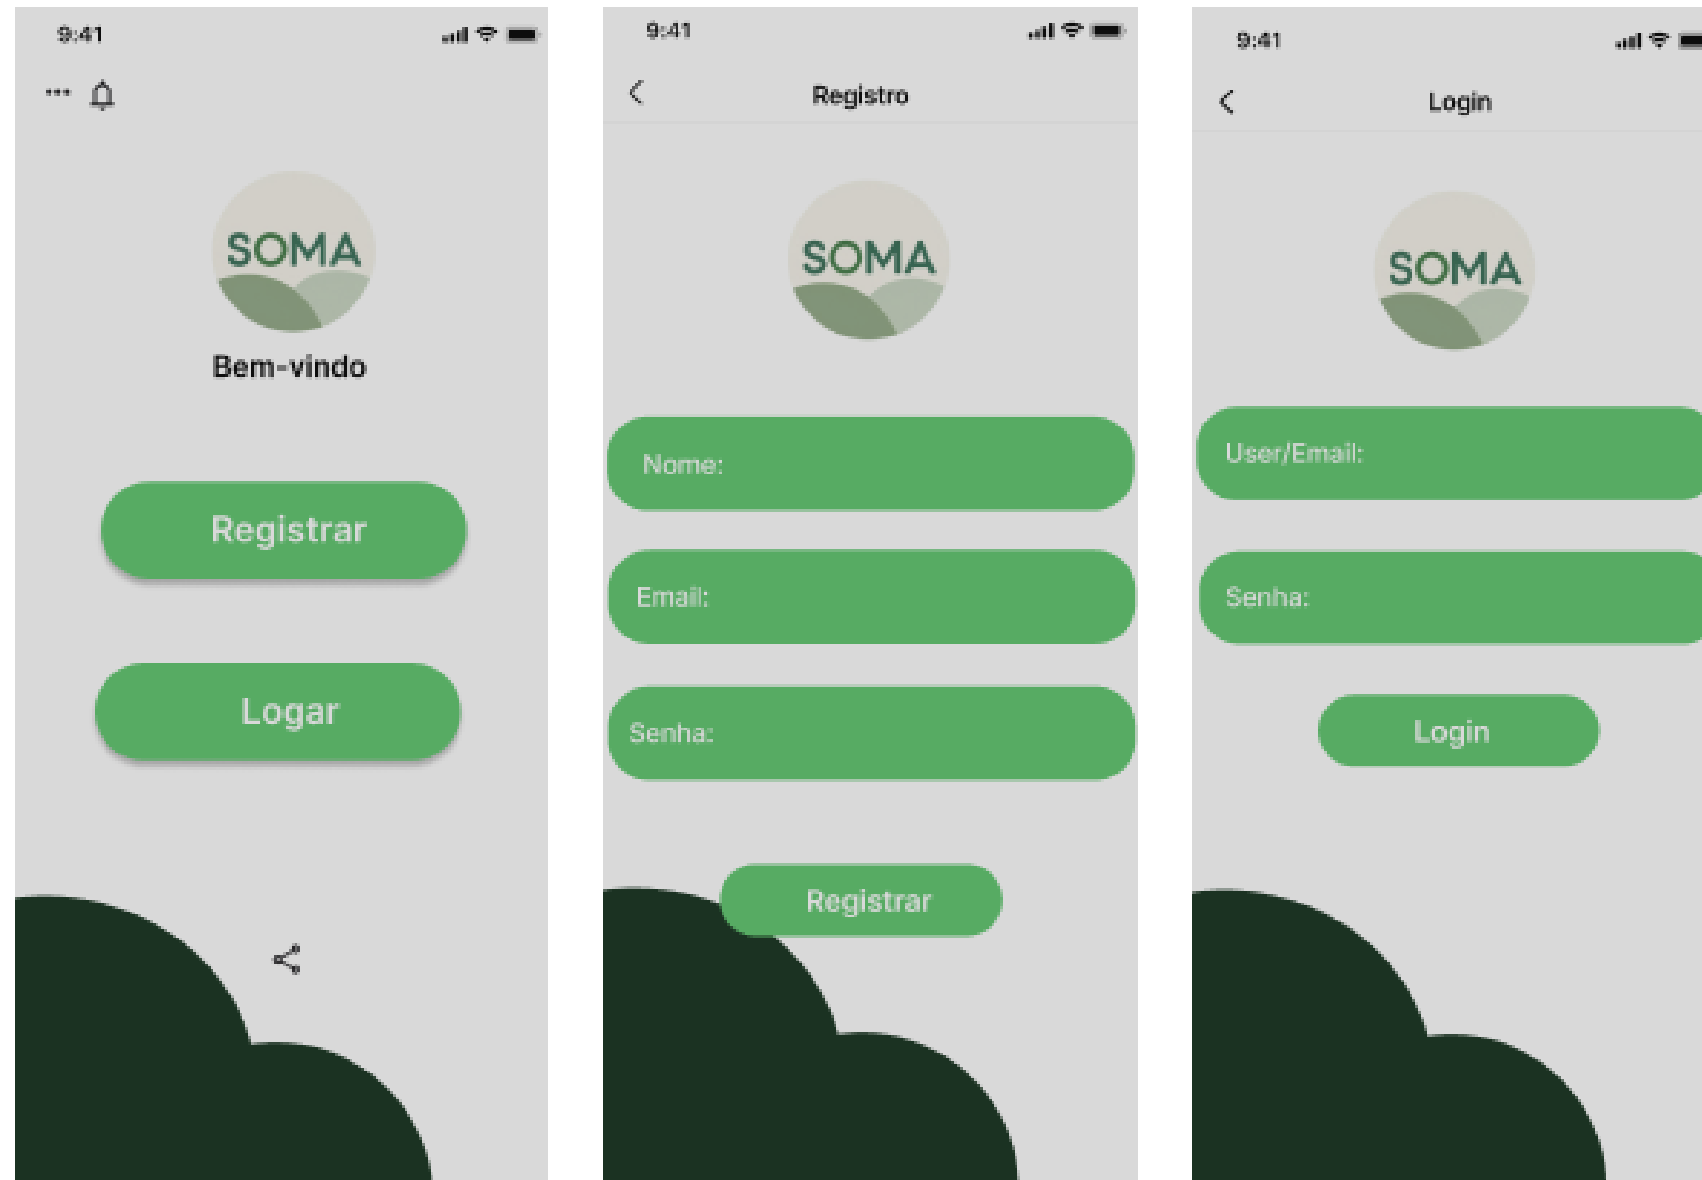 9:41
SOMA
Bem-vindo
Registrar
Logar
9:41
Registro
SOMA
Nome:
Email:
Senha:
Registrar
9:41
Login
SOMA
User/Email:
Senha:
Login